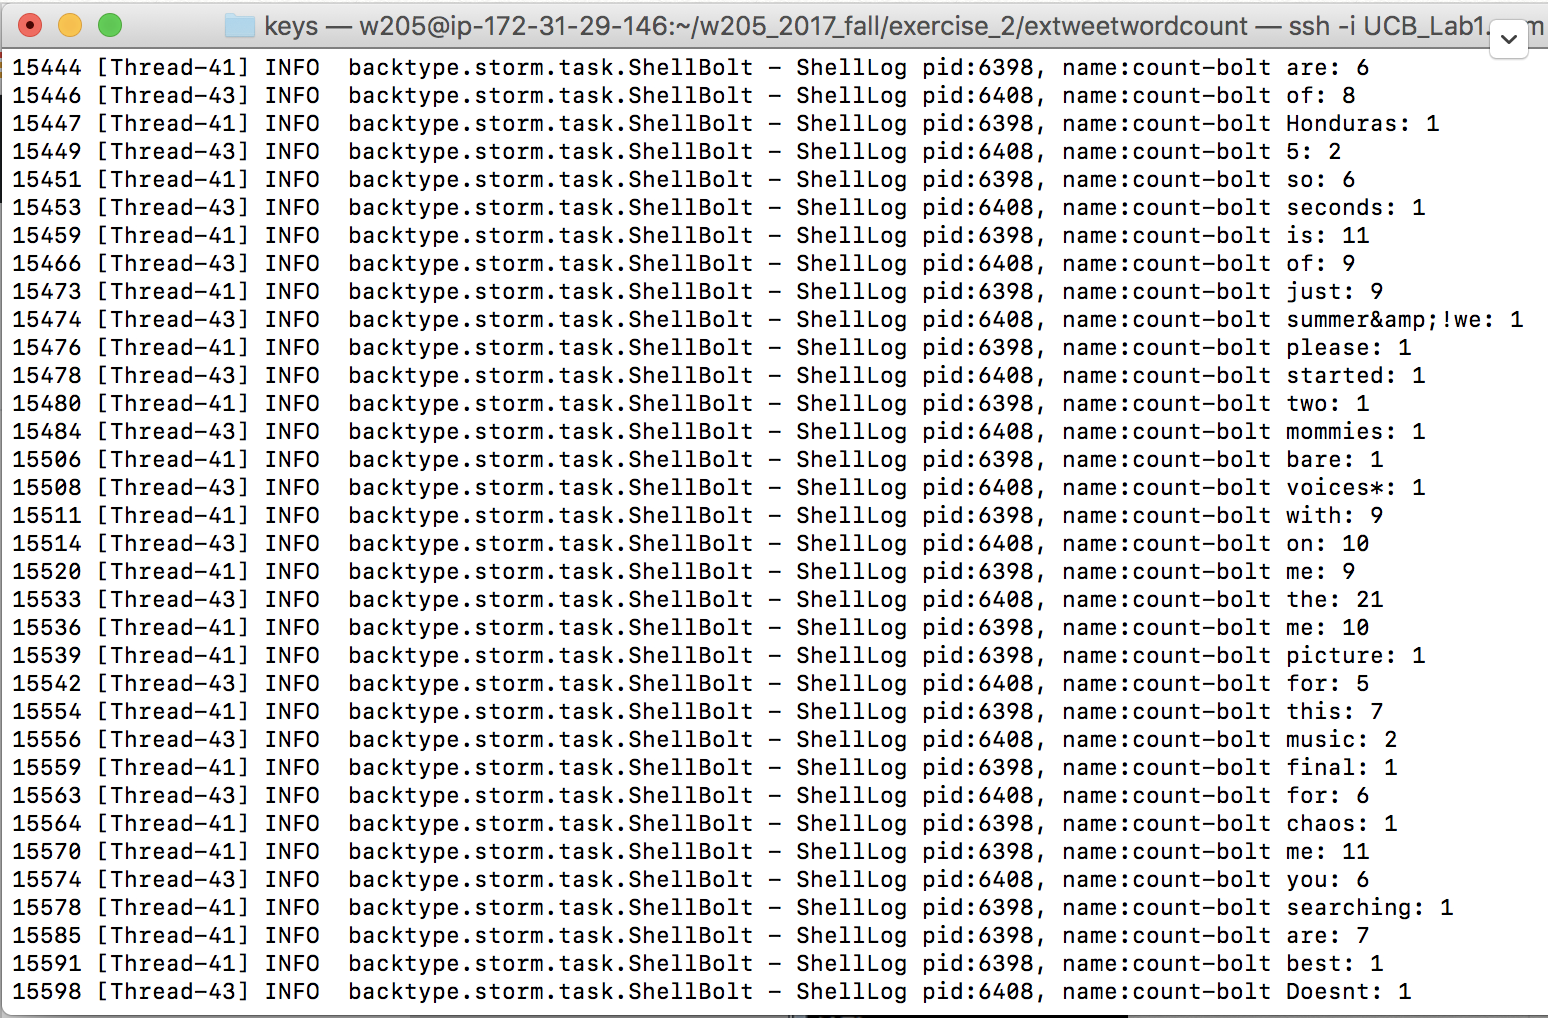 keys — w205@ip-172-31-29-146:~/w205_2017_fall/exercise_2/extweetwordcount — ssh -i UCB_Lab1.
15444 [Thread-41] INFO  backtype.storm.task.ShellBolt - ShellLog pid:6398, name:count-bolt are: 6
15446 [Thread-43] INFO  backtype.storm.task.ShellBolt - ShellLog pid:6408, name:count-bolt of: 8
15447 [Thread-41] INFO  backtype.storm.task.ShellBolt - ShellLog pid:6398, name:count-bolt Honduras: 1
15449 [Thread-43] INFO  backtype.storm.task.ShellBolt - ShellLog pid:6408, name:count-bolt 5: 2
15451 [Thread-41] INFO  backtype.storm.task.ShellBolt - ShellLog pid:6398, name:count-bolt so: 6
15453 [Thread-43] INFO  backtype.storm.task.ShellBolt - ShellLog pid:6408, name:count-bolt seconds: 1
15459 [Thread-41] INFO  backtype.storm.task.ShellBolt - ShellLog pid:6398, name:count-bolt is: 11
15466 [Thread-43] INFO  backtype.storm.task.ShellBolt - ShellLog pid:6408, name:count-bolt of: 9
15473 [Thread-41] INFO  backtype.storm.task.ShellBolt - ShellLog pid:6398, name:count-bolt just: 9
15474 [Thread-43] INFO  backtype.storm.task.ShellBolt - ShellLog pid:6408, name:count-bolt summer&amp;!we: 1
15476 [Thread-41] INFO  backtype.storm.task.ShellBolt - ShellLog pid:6398, name:count-bolt please: 1
15478 [Thread-43] INFO  backtype.storm.task.ShellBolt - ShellLog pid:6408, name:count-bolt started: 1
15480 [Thread-41] INFO  backtype.storm.task.ShellBolt - ShellLog pid:6398, name:count-bolt two: 1
15484 [Thread-43] INFO  backtype.storm.task.ShellBolt - ShellLog pid:6408, name:count-bolt mommies: 1
15506 [Thread-41] INFO  backtype.storm.task.ShellBolt - ShellLog pid:6398, name:count-bolt bare: 1
15508 [Thread-43] INFO  backtype.storm.task.ShellBolt - ShellLog pid:6408, name:count-bolt voices*: 1
15511 [Thread-41] INFO  backtype.storm.task.ShellBolt - ShellLog pid:6398, name:count-bolt with: 9
15514 [Thread-43] INFO  backtype.storm.task.ShellBolt - ShellLog pid:6408, name:count-bolt on: 10
15520 [Thread-41] INFO  backtype.storm.task.ShellBolt - ShellLog pid:6398, name:count-bolt me: 9
15533 [Thread-43] INFO  backtype.storm.task.ShellBolt - ShellLog pid:6408, name:count-bolt the: 21
15536 [Thread-41] INFO  backtype.storm.task.ShellBolt - ShellLog pid:6398, name:count-bolt me: 10
15539 [Thread-41] INFO  backtype.storm.task.ShellBolt - ShellLog pid:6398, name:count-bolt picture: 1
15542 [Thread-43] INFO  backtype.storm.task.ShellBolt - ShellLog pid:6408, name:count-bolt for: 5
15554 [Thread-41] INFO  backtype.storm.task.ShellBolt - ShellLog pid:6398, name:count-bolt this: 7
15556 [Thread-43] INFO  backtype.storm.task.ShellBolt - ShellLog pid:6408, name:count-bolt music: 2
15559 [Thread-41] INFO  backtype.storm.task.ShellBolt - ShellLog pid:6398, name:count-bolt final: 1
15563 [Thread-43] INFO  backtype.storm.task.ShellBolt - ShellLog pid:6408, name:count-bolt for: 6
15564 [Thread-41] INFO  backtype.storm.task.ShellBolt - ShellLog pid:6398, name:count-bolt chaos: 1
15570 [Thread-41] INFO  backtype.storm.task.ShellBolt - ShellLog pid:6398, name:count-bolt me: 11
15574 [Thread-43] INFO  backtype.storm.task.ShellBolt - ShellLog pid:6408, name:count-bolt you: 6
15578 [Thread-41] INFO  backtype.storm.task.ShellBolt - ShellLog pid:6398, name:count-bolt searching: 1
15585 [Thread-41] INFO  backtype.storm.task.ShellBolt - ShellLog pid:6398, name:count-bolt are: 7
15591 [Thread-41] INFO  backtype.storm.task.ShellBolt - ShellLog pid:6398, name:count-bolt best: 1
15598 [Thread-43] INFO  backtype.storm.task.ShellBolt - ShellLog pid:6408, name:count-bolt Doesnt: 1